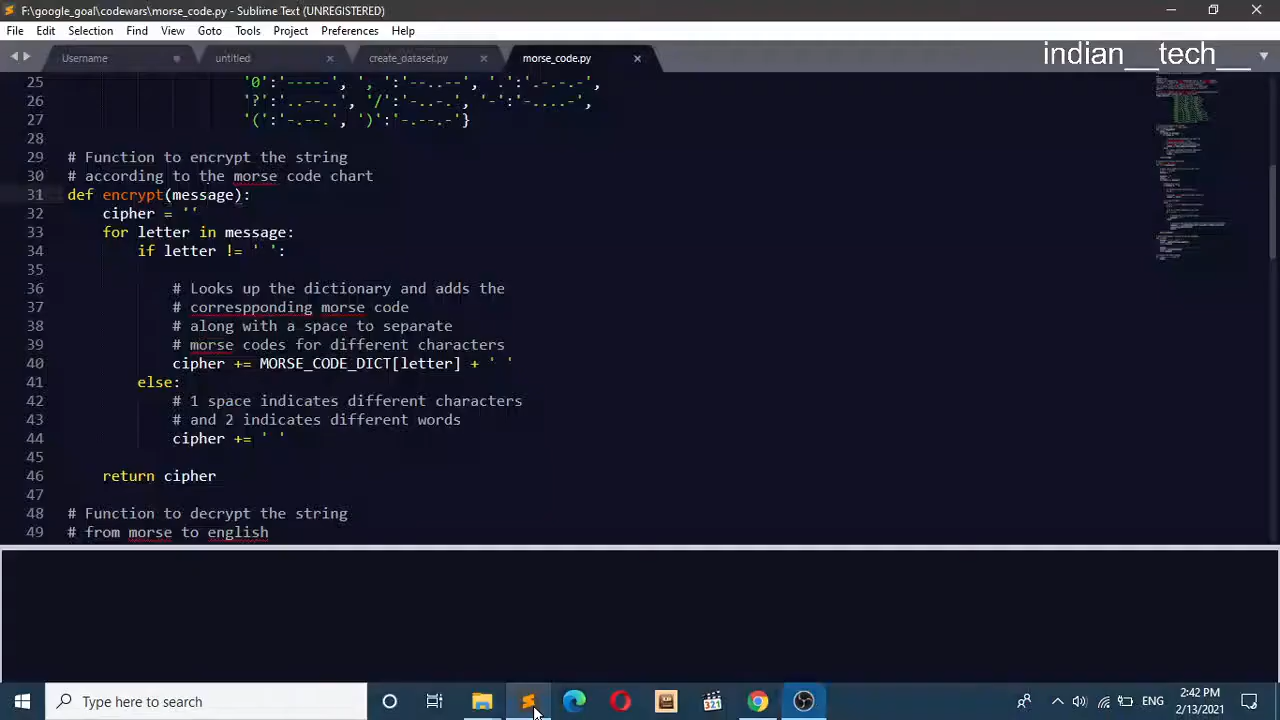 F:\google_goal\codewars\morse_code.py - Sublime Text (UNREGISTERED)
File Edit Selection Find View Goto Tools Project Preferences Help
Username untitled create_dataset.py morse_code.py
indian__tech__
25 '0':'-----', ', ':'--..--', '.':'.-.-.-',
26 '?':'..--..', '/':'-..-.', '-':'-....-',
27 '(':'-.--.', ')':'-.--.-'}
28
29 # Function to encrypt the string
30 # according to the morse code chart
31 def encrypt(message):
32 cipher = ''
33 for letter in message:
34 if letter != ' ':
35
36 # Looks up the dictionary and adds the
37 # correspponding morse code
38 # along with a space to separate
39 # morse codes for different characters
40 cipher += MORSE_CODE_DICT[letter] + ' '
41 else:
42 # 1 space indicates different characters
43 # and 2 indicates different words
44 cipher += ' '
45
46 return cipher
47
48 # Function to decrypt the string
49 # from morse to english
Type here to search
321
ENG
2:42 PM
2/13/2021